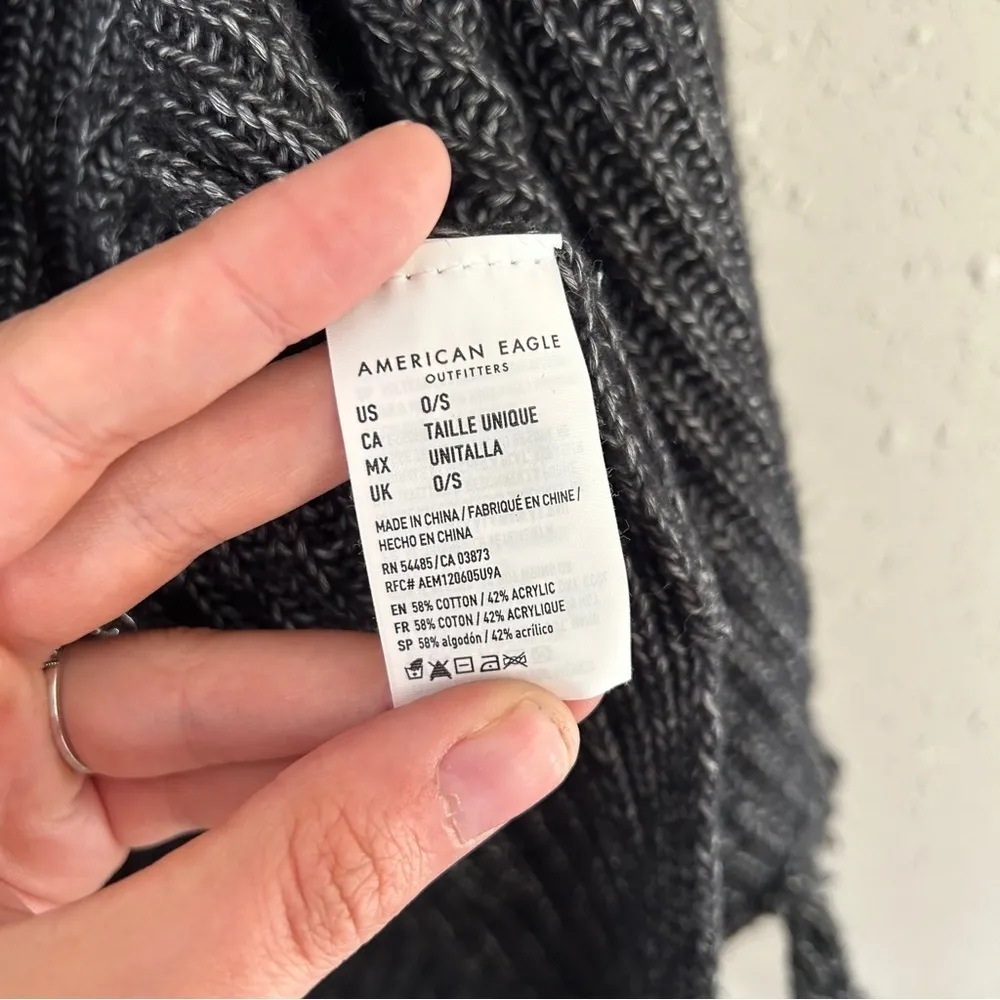 AMERICAN EAGLE
OUTFITTERS
US O/S
CA TAILLE UNIQUE
MX UNITALLA
UK O/S
MADE IN CHINA / FABRIQUÉ EN CHINE /
HECHO EN CHINA
RN 54485 / CA 03873
RFC# AEM120605U9A
EN 58% COTTON / 42% ACRYLIC
FR 58% COTON / 42% ACRYLIQUE
SP 58% algodón / 42% acrílico